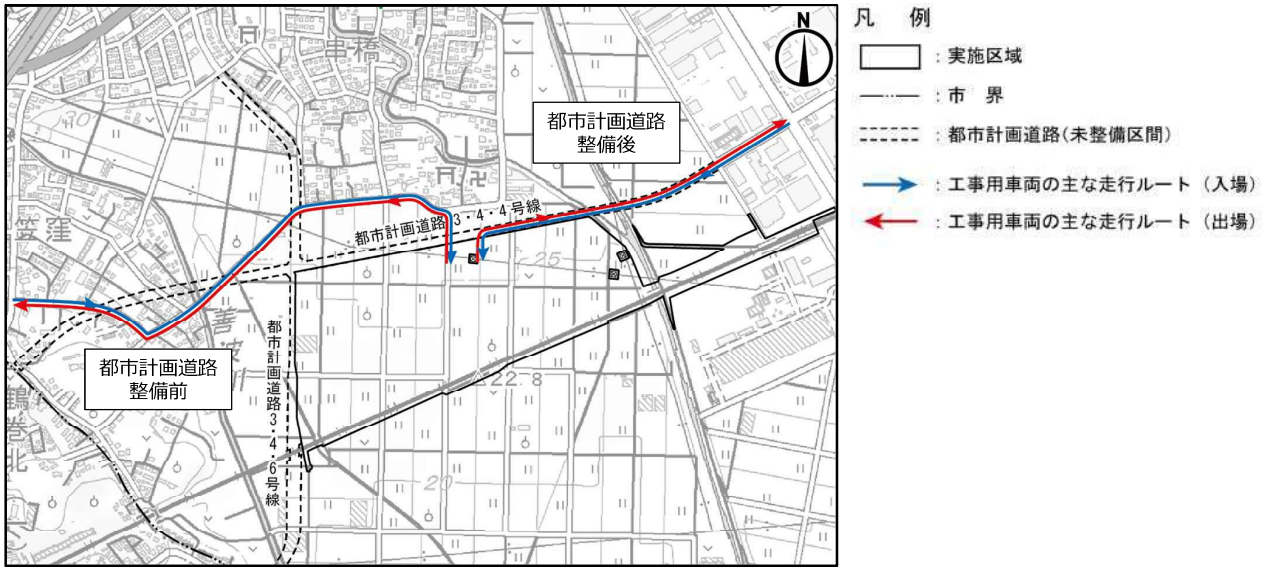 串橋
N
30
都市計画道路
整備後
3・4・4号線
都市計画道路
25
笠窪
善波川
都市計画道路
整備前
都市計画道路3・4・6号線
22.8
鶴巻北
20
凡 例
：実施区域
：市 界
：都市計画道路(未整備区間)
：工事用車両の主な走行ルート（入場）
：工事用車両の主な走行ルート（出場）